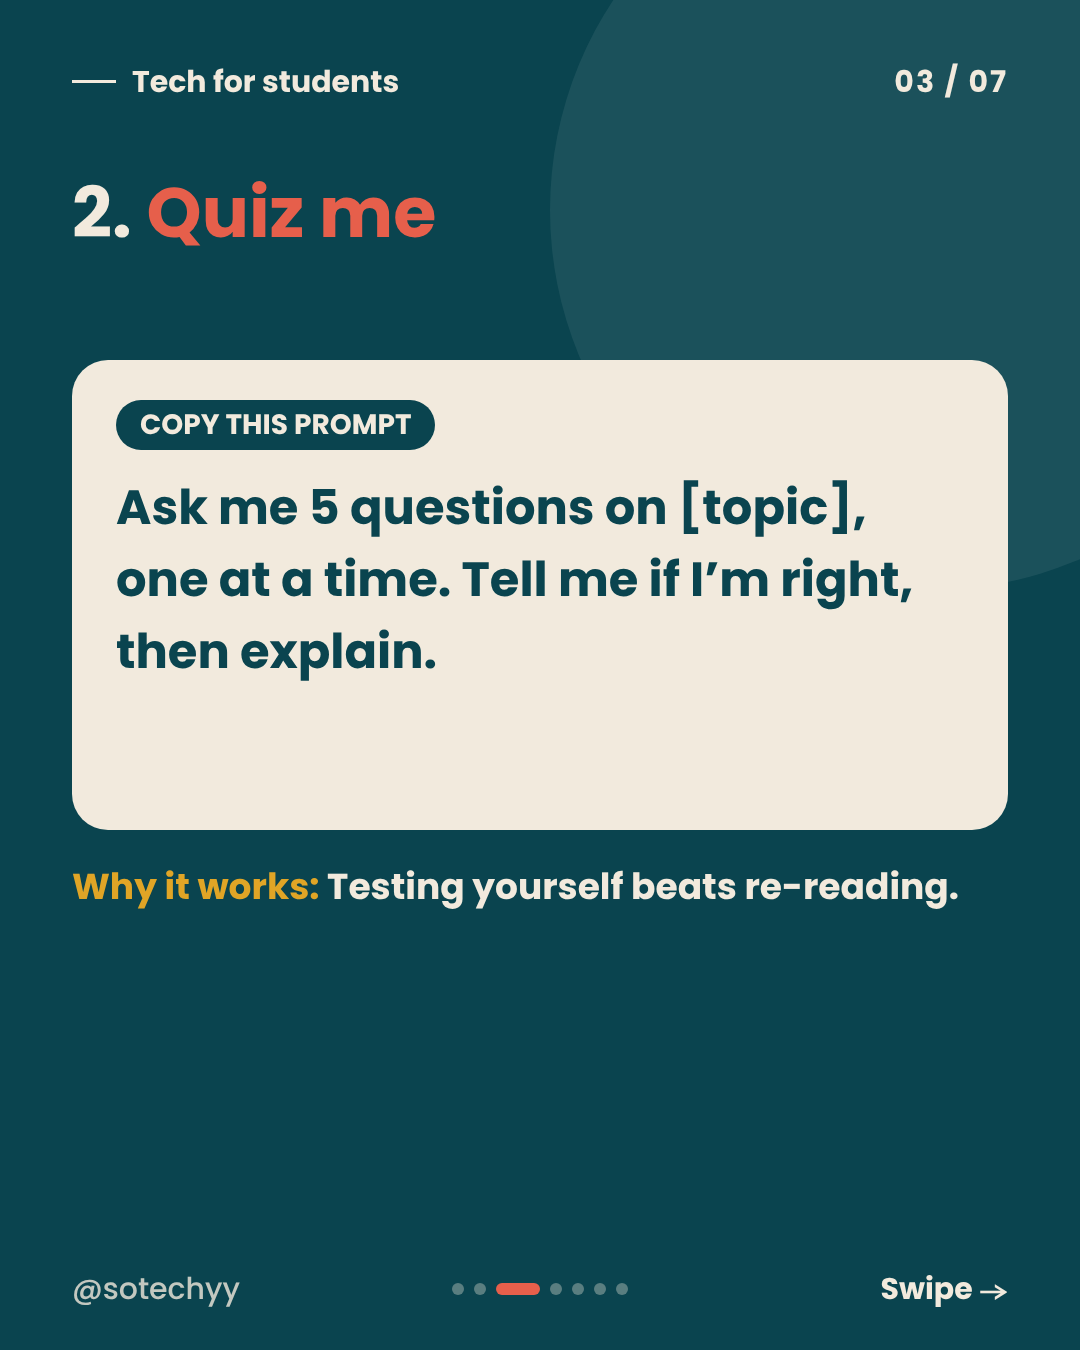 Tech for students
03 / 07
2. Quiz me
COPY THIS PROMPT
Ask me 5 questions on [topic],
one at a time. Tell me if I’m right,
then explain.
Why it works: Testing yourself beats re-reading.
@sotechyy
Swipe →